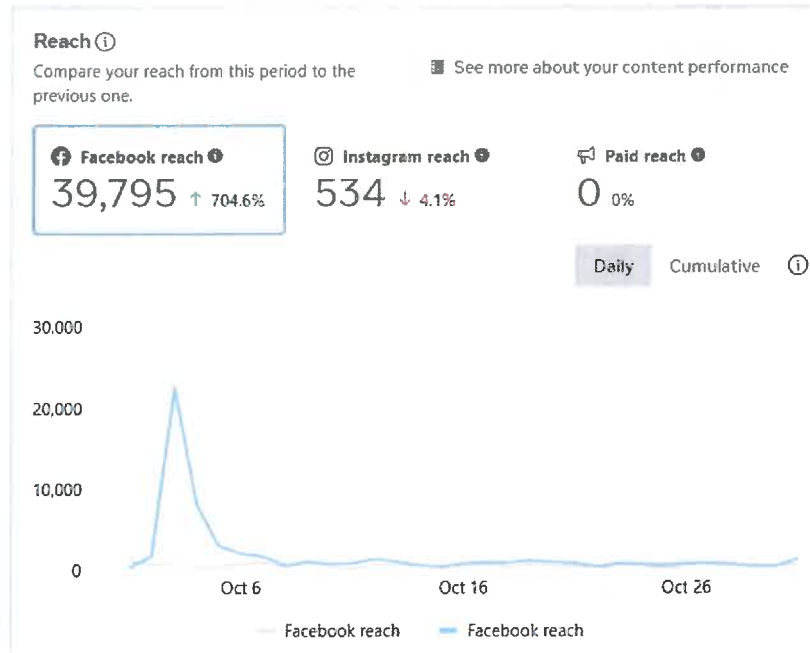 Reach
Compare your reach from this period to the
previous one.
See more about your content performance
Facebook reach
39,795 ↑ 704.6%
Instagram reach
534 ↓ 4.1%
Paid reach
0 0%
Daily Cumulative
30,000
20,000
10,000
0
Oct 6 Oct 16 Oct 26
Facebook reach Facebook reach